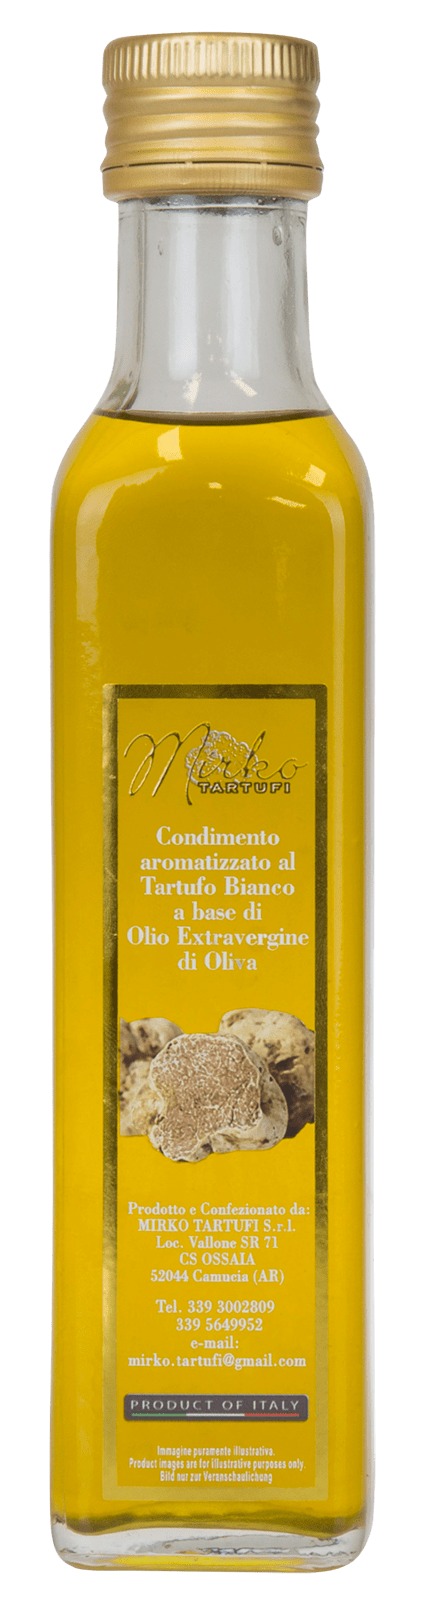 Mirko
TARTUFI
Condimento
aromatizzato al
Tartufo Bianco
a base di
Olio Extravergine
di Oliva
Prodotto e Confezionato da:
MIRKO TARTUFI S.r.l.
Loc. Vallone SR 71
CS OSSAIA
52044 Camucia (AR)
Tel. 339 3002809
339 5649952
e-mail:
mirko.tartufi@gmail.com
PRODUCT OF ITALY
Immagine puramente illustrativa.
Product images are for illustrative purposes only.
Bild nur zur Veranschaulichung